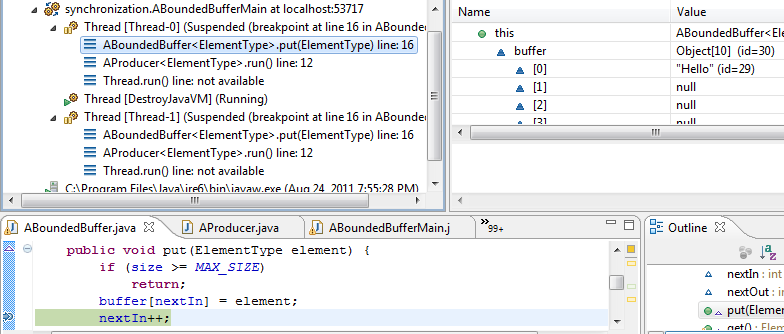 synchronization.ABoundedBufferMain at localhost:53717
Thread [Thread-0] (Suspended (breakpoint at line 16 in ABounde
ABoundedBuffer<ElementType>.put(ElementType) line: 16
AProducer<ElementType>.run() line: 12
Thread.run() line: not available
Thread [DestroyJavaVM] (Running)
Thread [Thread-1] (Suspended (breakpoint at line 16 in ABounde
ABoundedBuffer<ElementType>.put(ElementType) line: 16
AProducer<ElementType>.run() line: 12
Thread.run() line: not available
C:\Program Files\Java\jre6\bin\javaw.exe (Aug 24, 2011 7:55:28 PM)
Name Value
this ABoundedBuffer<El
buffer Object[10] (id=30)
[0] "Hello" (id=29)
[1] null
[2] null
[3] null
ABoundedBuffer.java AProducer.java ABoundedBufferMain.j »99+
public void put(ElementType element) {
if (size >= MAX_SIZE)
return;
buffer[nextIn] = element;
nextIn++;
Outline
nextIn : int
nextOut : int
put(Elemen
get() : Elem